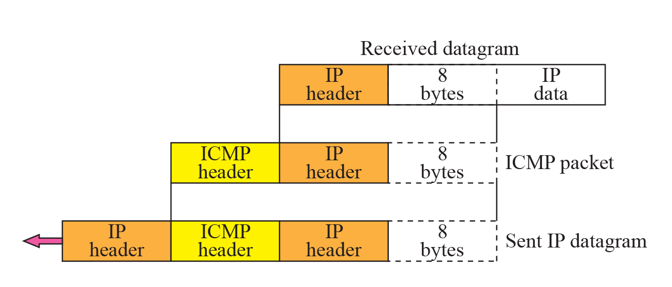 Received datagram
IP header
8 bytes
IP data
ICMP header
IP header
8 bytes
ICMP packet
IP header
ICMP header
IP header
8 bytes
Sent IP datagram